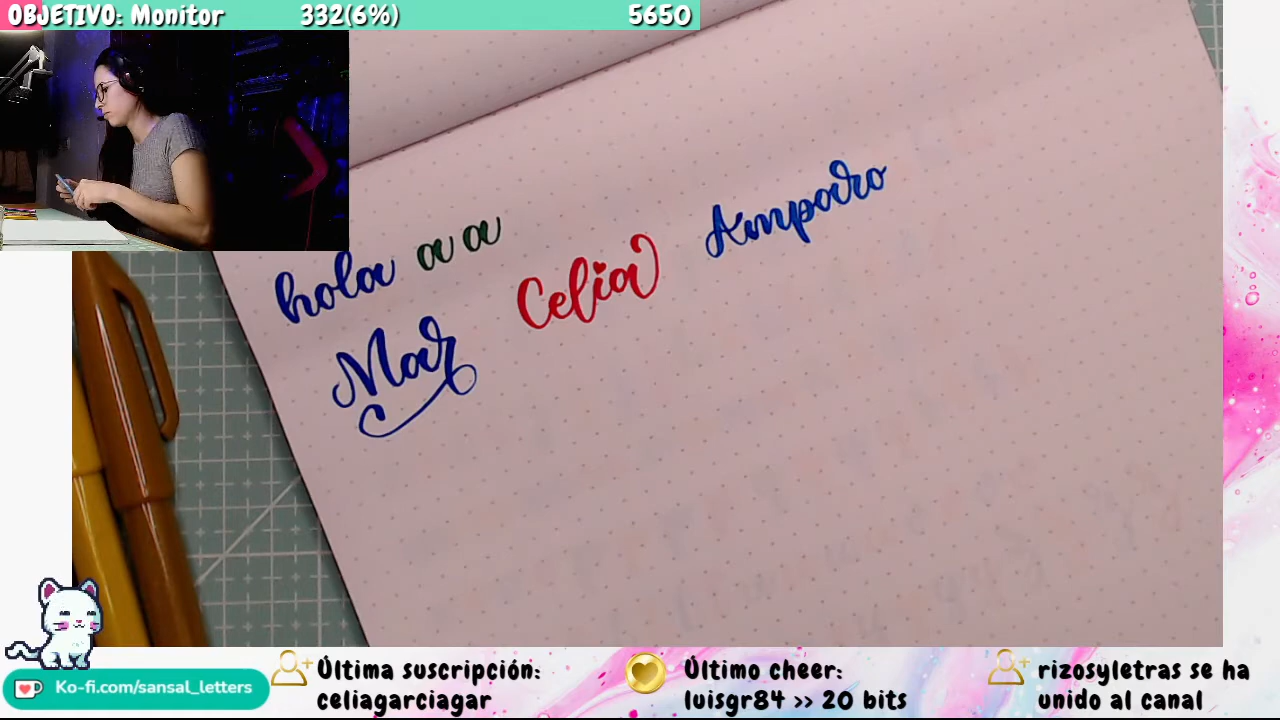 OBJETIVO: Monitor 332(6%) 5650
hola a a
Mar
Celia
Amparo
Ko-fi.com/sansal_letters
Última suscripción:
celiagarciagar
Último cheer:
luisgr84 >> 20 bits
rizosyletras se ha
unido al canal